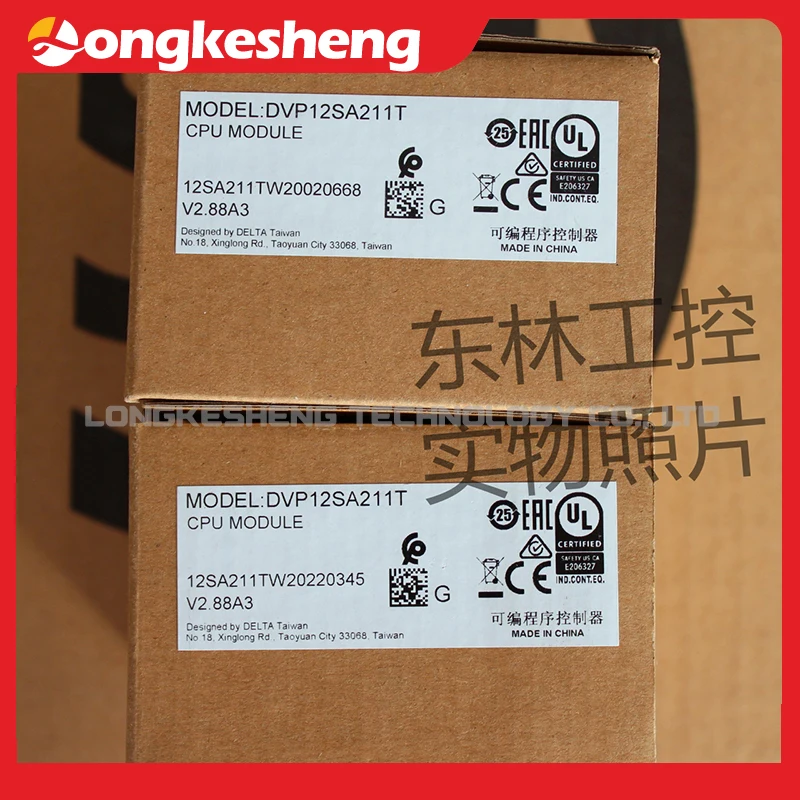 Longkesheng
MODEL:DVP12SA211T
CPU MODULE
25 EAC UL
CERTIFIED
SAFETY US CA
E206327
IND.CONT.EQ.
CE
12SA211TW20020668
G
V2.88A3
Designed by DELTA Taiwan
No.18, Xinglong Rd., Taoyuan City 33068, Taiwan
可编程序控制器
MADE IN CHINA
东林工控
LONGKESHENG TECHNOLOGY CO.,LTD
实物照片
MODEL:DVP12SA211T
CPU MODULE
25 EAC UL
CERTIFIED
SAFETY US CA
E206327
IND.CONT.EQ.
CE
12SA211TW20220345
G
V2.88A3
Designed by DELTA Taiwan
No.18, Xinglong Rd., Taoyuan City 33068, Taiwan
可编程序控制器
MADE IN CHINA